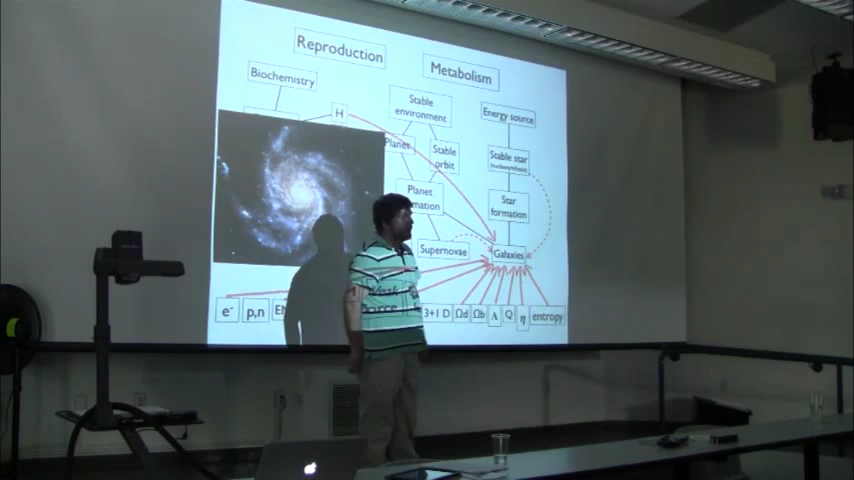 Reproduction
Metabolism
Biochemistry
H
Stable
environment
Energy source
Planet
Stable
orbit
Stable star
(nucleosynthesis)
Planet
Star
formation
Supernovae
Galaxies
e-
p,n
3+1 D
Ωd
Ωb
Λ
Q
η
entropy